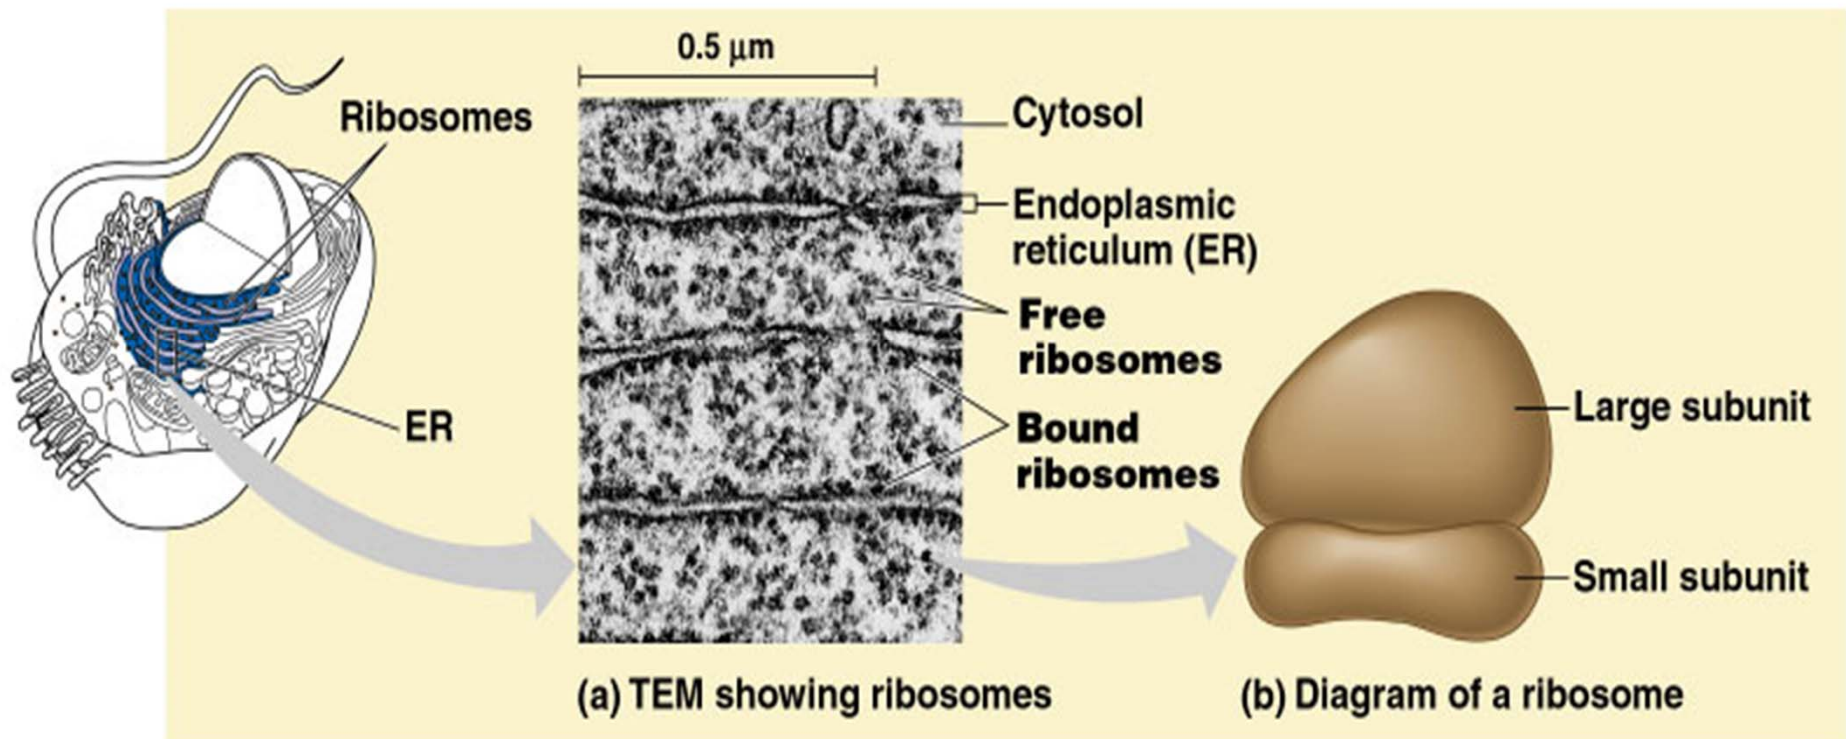 Ribosomes
ER
0.5 µm
Cytosol
Endoplasmic
reticulum (ER)
Free
ribosomes
Bound
ribosomes
(a) TEM showing ribosomes
Large subunit
Small subunit
(b) Diagram of a ribosome